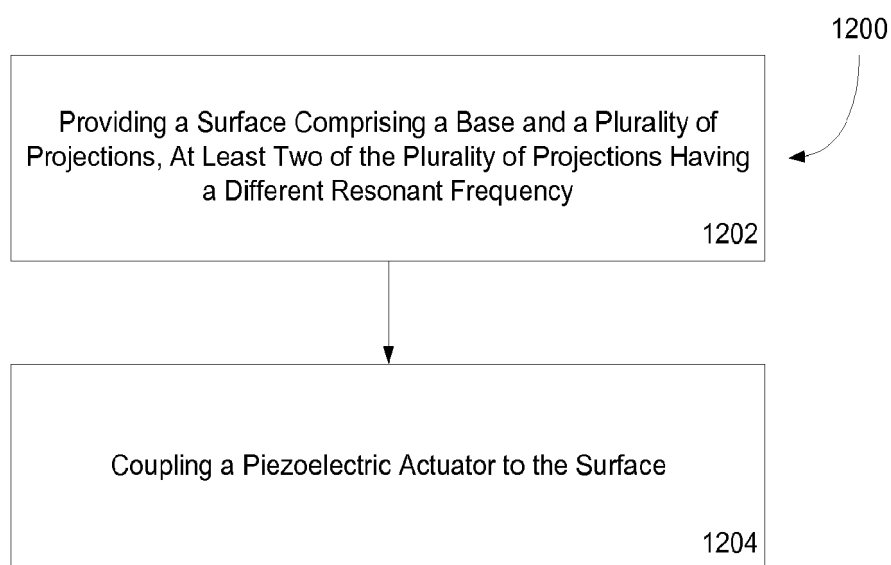 1200
Providing a Surface Comprising a Base and a Plurality of
Projections, At Least Two of the Plurality of Projections Having
a Different Resonant Frequency
1202
Coupling a Piezoelectric Actuator to the Surface
1204